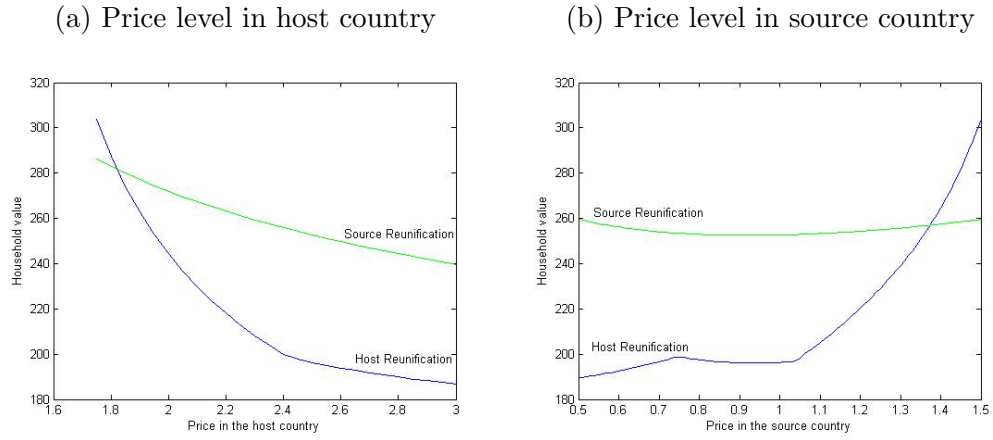 (a) Price level in host country
320
300
280
260
240
220
200
180
Household value
Source Reunification
Host Reunification
1.6 1.8 2 2.2 2.4 2.6 2.8 3
Price in the host country
(b) Price level in source country
320
300
280
260
240
220
200
180
Household value
Source Reunification
Host Reunification
0.5 0.6 0.7 0.8 0.9 1 1.1 1.2 1.3 1.4 1.5
Price in the source country